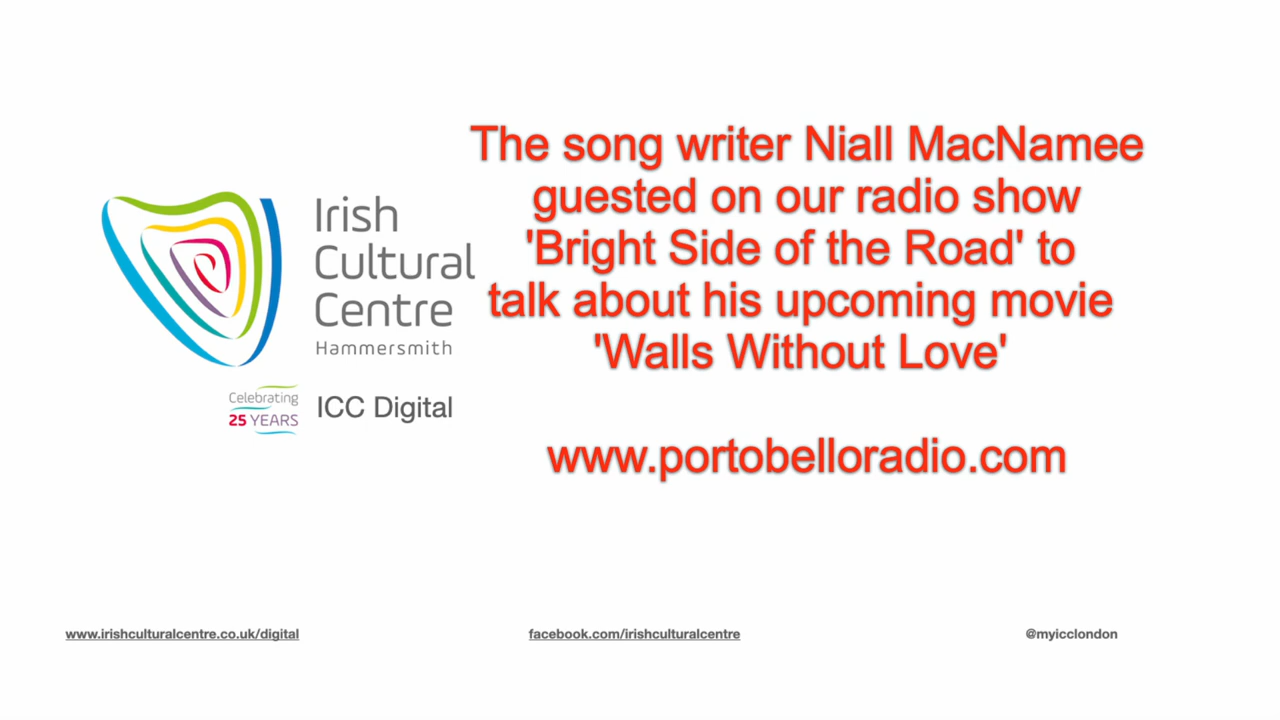 The song writer Niall MacNamee
guested on our radio show
'Bright Side of the Road' to
talk about his upcoming movie
'Walls Without Love'
www.portobelloradio.com
Irish
Cultural
Centre
Hammersmith
Celebrating
25 YEARS
ICC Digital
www.irishculturalcentre.co.uk/digital
facebook.com/irishculturalcentre
@myicclondon